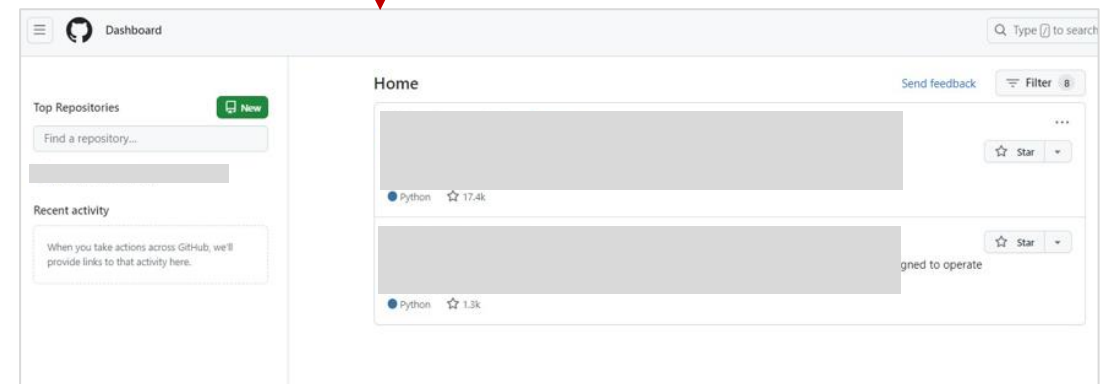 Dashboard
Type / to search
Top Repositories
New
Find a repository...
Recent activity
When you take actions across GitHub, we'll
provide links to that activity here.
Home
Send feedback
Filter 8
Star
Python 17.4k
Star
gned to operate
Python 1.3k